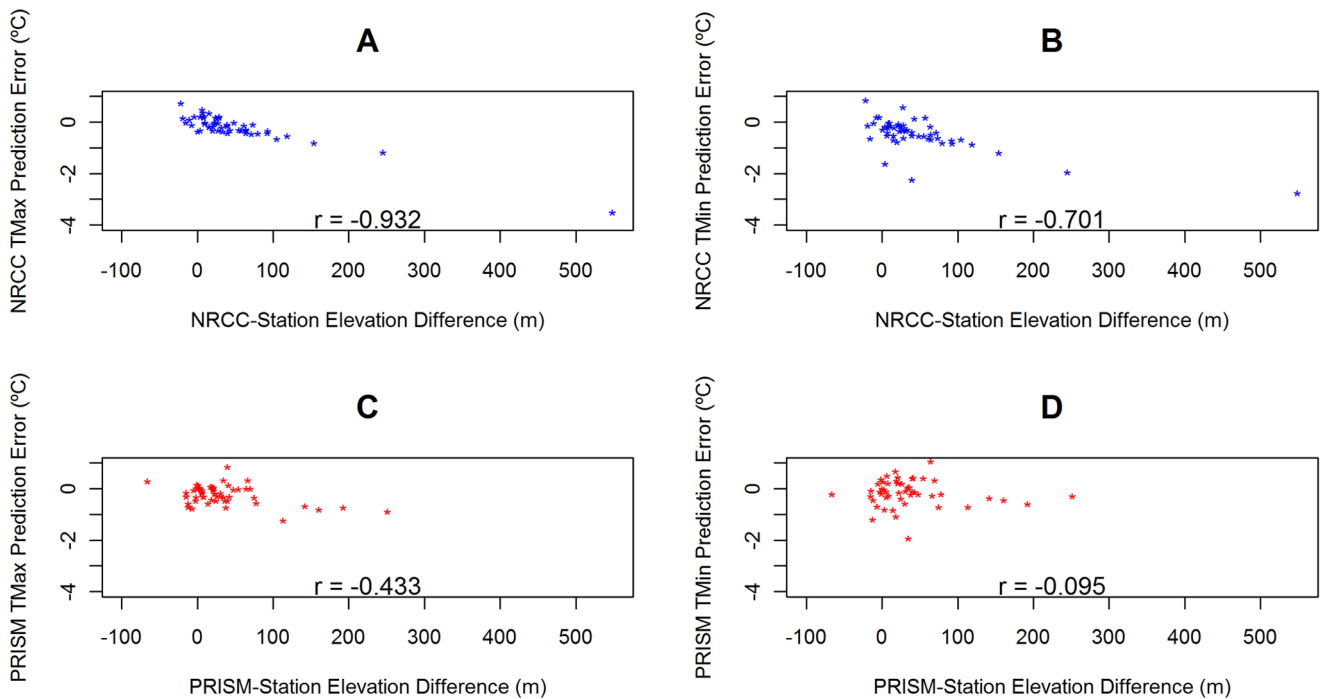 A
NRCC TMax Prediction Error (ºC)
0
-2
-4
r = -0.932
-100 0 100 200 300 400 500
NRCC-Station Elevation Difference (m)
B
NRCC TMin Prediction Error (ºC)
0
-2
-4
r = -0.701
-100 0 100 200 300 400 500
NRCC-Station Elevation Difference (m)
C
PRISM TMax Prediction Error (ºC)
0
-2
-4
r = -0.433
-100 0 100 200 300 400 500
PRISM-Station Elevation Difference (m)
D
PRISM TMin Prediction Error (ºC)
0
-2
-4
r = -0.095
-100 0 100 200 300 400 500
PRISM-Station Elevation Difference (m)